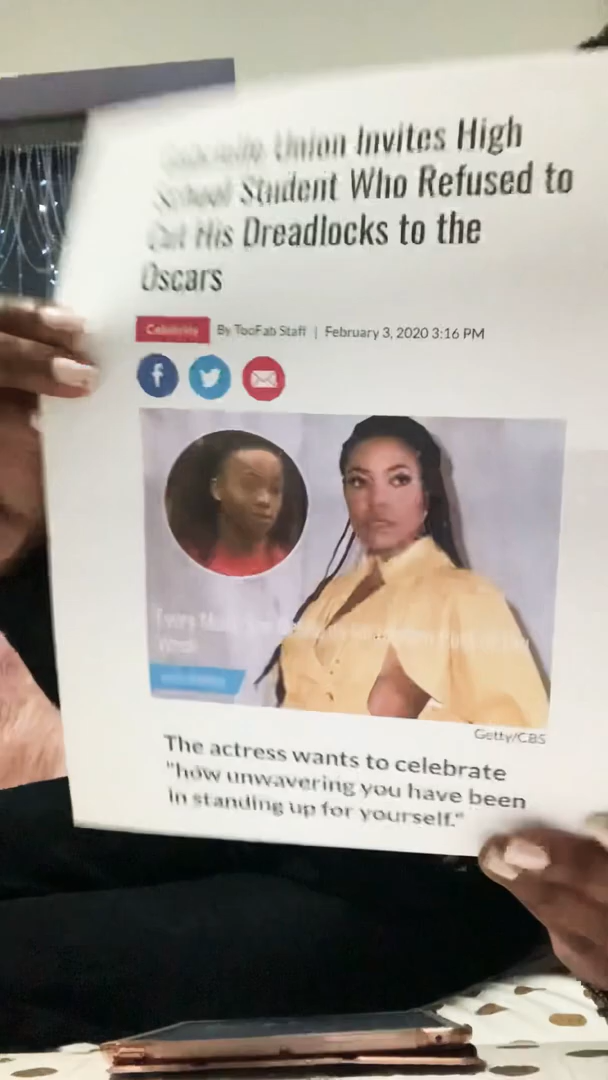 Union Invites High
School Student Who Refused to
Cut His Dreadlocks to the
Oscars
Celebrity By TooFab Staff | February 3, 2020 3:16 PM
f
Getty/CBS
The actress wants to celebrate
"how unwavering you have been
in standing up for yourself."